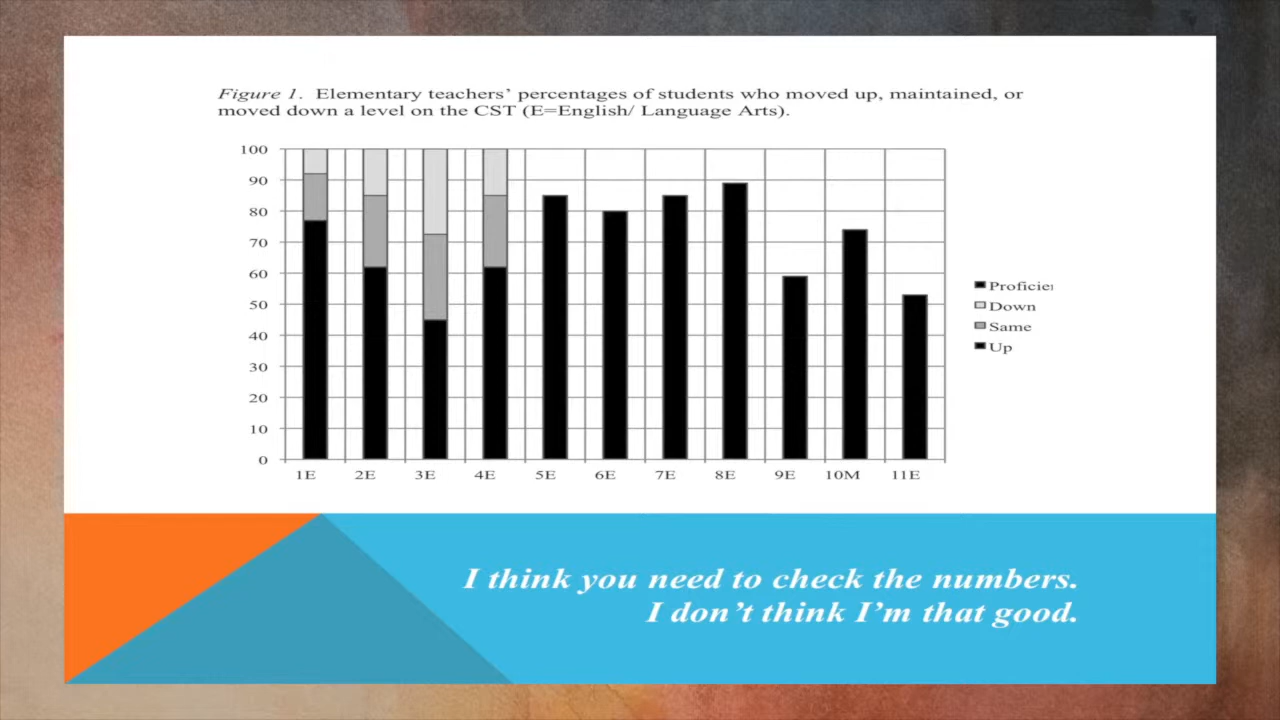 Figure 1. Elementary teachers' percentages of students who moved up, maintained, or
moved down a level on the CST (E=English/ Language Arts).
100
90
80
70
60
50
40
30
20
10
0
1E 2E 3E 4E 5E 6E 7E 8E 9E 10M 11E
Proficie
Down
Same
Up
I think you need to check the numbers.
I don't think I'm that good.